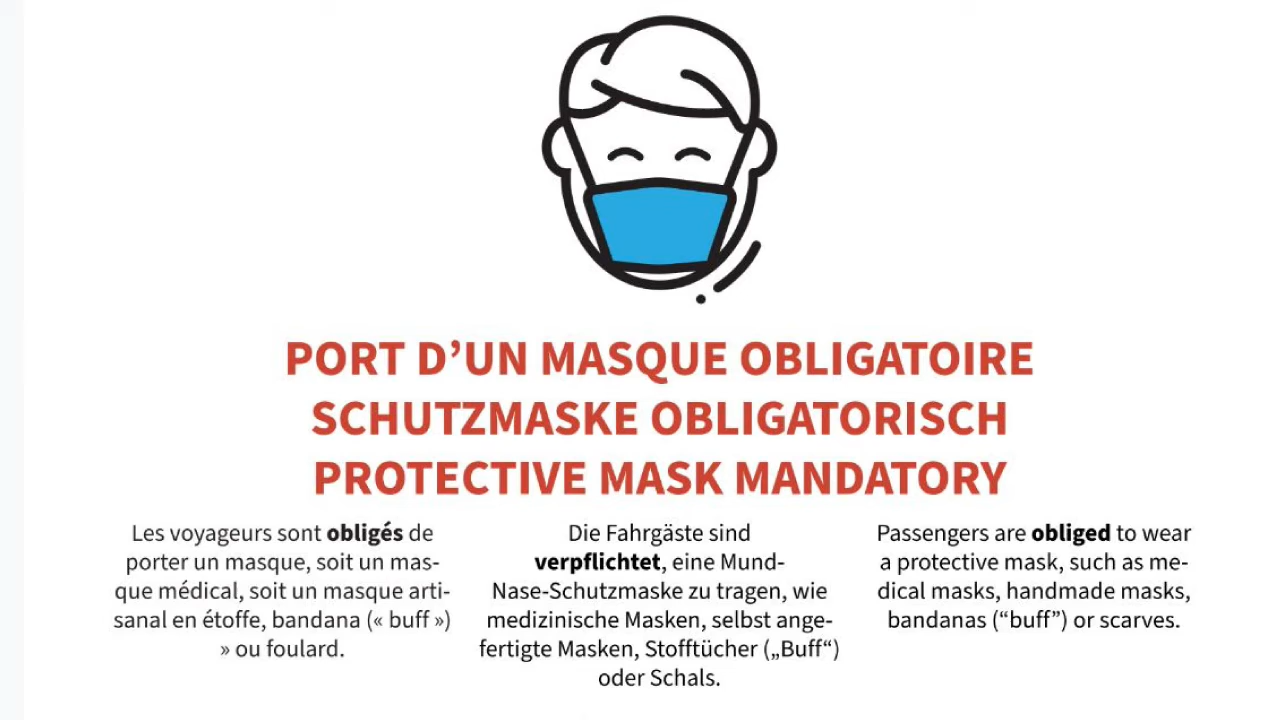 PORT D’UN MASQUE OBLIGATOIRE
SCHUTZMASKE OBLIGATORISCH
PROTECTIVE MASK MANDATORY
Les voyageurs sont obligés de
porter un masque, soit un mas-
que médical, soit un masque arti-
sanal en étoffe, bandana (« buff »)
» ou foulard.
Die Fahrgäste sind
verpflichtet, eine Mund-
Nase-Schutzmaske zu tragen, wie
medizinische Masken, selbst ange-
fertigte Masken, Stofftücher („Buff“)
oder Schals.
Passengers are obliged to wear
a protective mask, such as me-
dical masks, handmade masks,
bandanas (“buff”) or scarves.